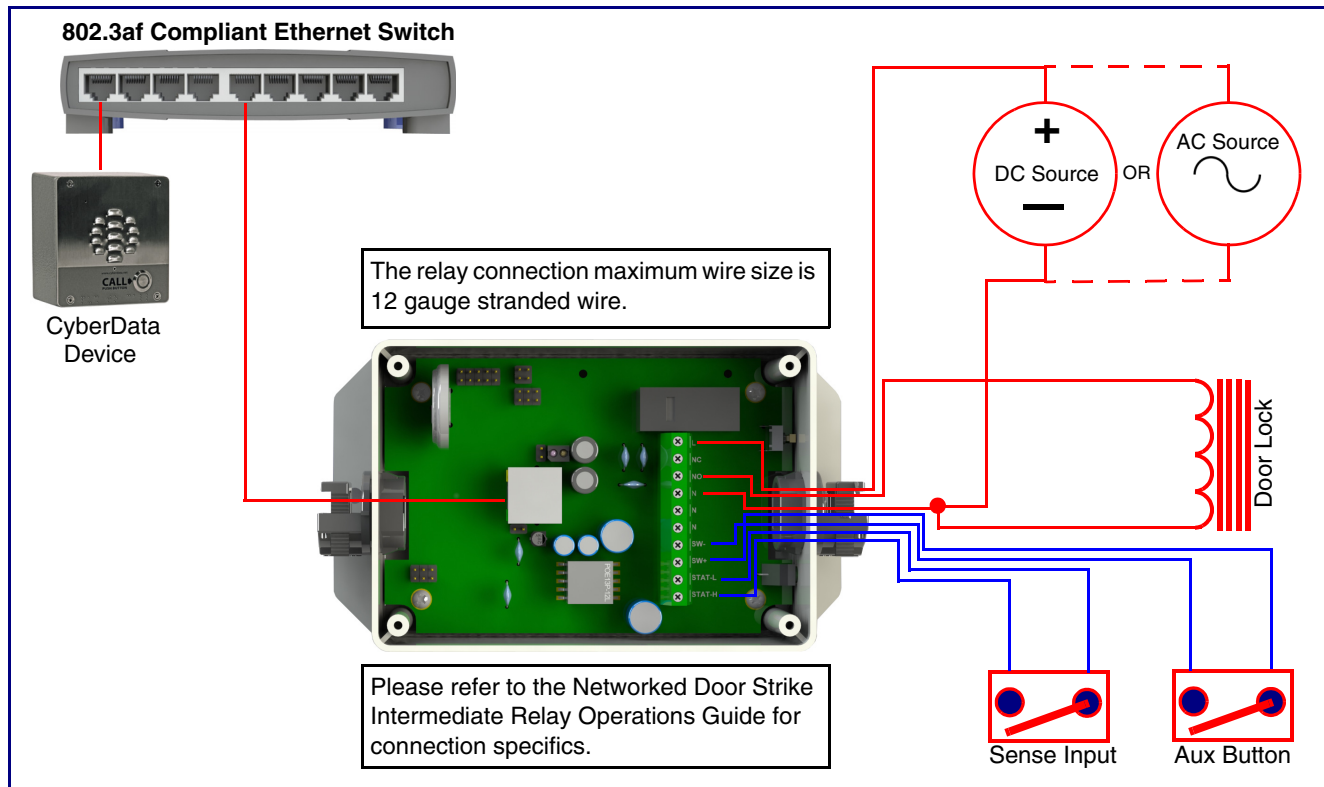 802.3af Compliant Ethernet Switch
+
DC Source
—
OR
AC Source
CALL
CyberData
Device
The relay connection maximum wire size is
12 gauge stranded wire.
L
NC
NO
N
N
N
SW-
SW+
STAT-L
STAT-H
Door Lock
Please refer to the Networked Door Strike
Intermediate Relay Operations Guide for
connection specifics.
Sense Input
Aux Button